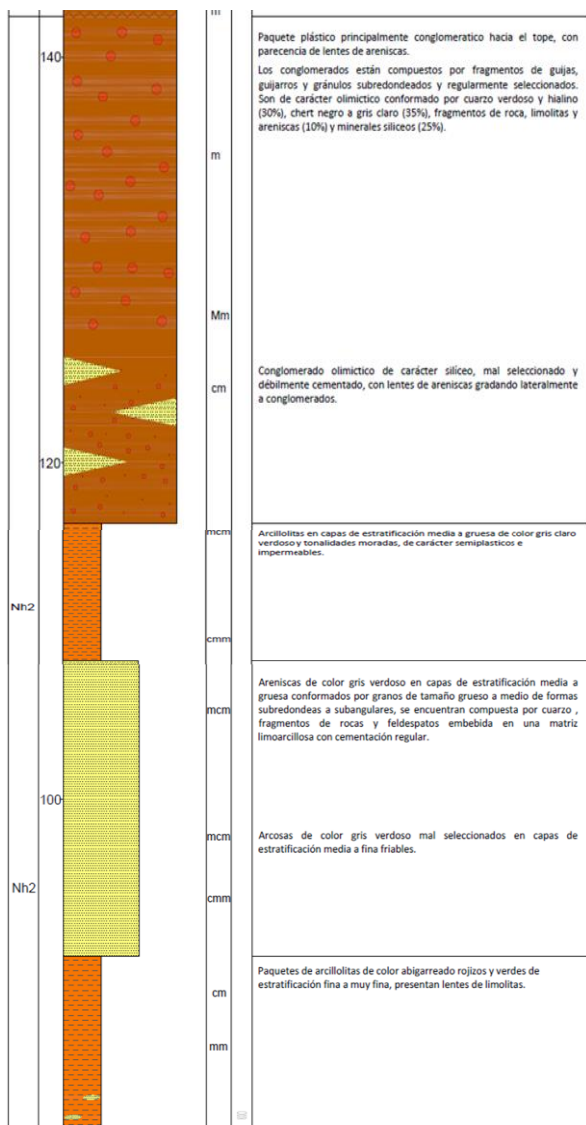 m
140
Paquete plástico principalmente conglomeratico hacia el tope, con
parecencia de lentes de areniscas.
Los conglomerados están compuestos por fragmentos de guijas,
guijarros y gránulos subredondeados y regularmente seleccionados.
Son de carácter olimictico conformado por cuarzo verdoso y hialino
(30%), chert negro a gris claro (35%), fragmentos de roca, limolitas y
areniscas (10%) y minerales siliceos (25%).
m
Mm
cm
Conglomerado olimictico de carácter silíceo, mal seleccionado y
débilmente cementado, con lentes de areniscas gradando lateralmente
a conglomerados.
120
mcm
Arcillolitas en capas de estratificación media a gruesa de color gris claro
verdoso y tonalidades moradas, de carácter semiplasticos e
impermeables.
Nh2
cmm
Areniscas de color gris verdoso en capas de estratificación media a
gruesa conformados por granos de tamaño grueso a medio de formas
subredondeas a subangulares, se encuentran compuesta por cuarzo ,
fragmentos de rocas y feldespatos embebida en una matriz
limoarcillosa con cementación regular.
mcm
100
mcm
Arcosas de color gris verdoso mal seleccionados en capas de
estratificación media a fina friables.
Nh2
cmm
Paquetes de arcillolitas de color abigarreado rojizos y verdes de
estratificación fina a muy fina, presentan lentes de limolitas.
cm
mm